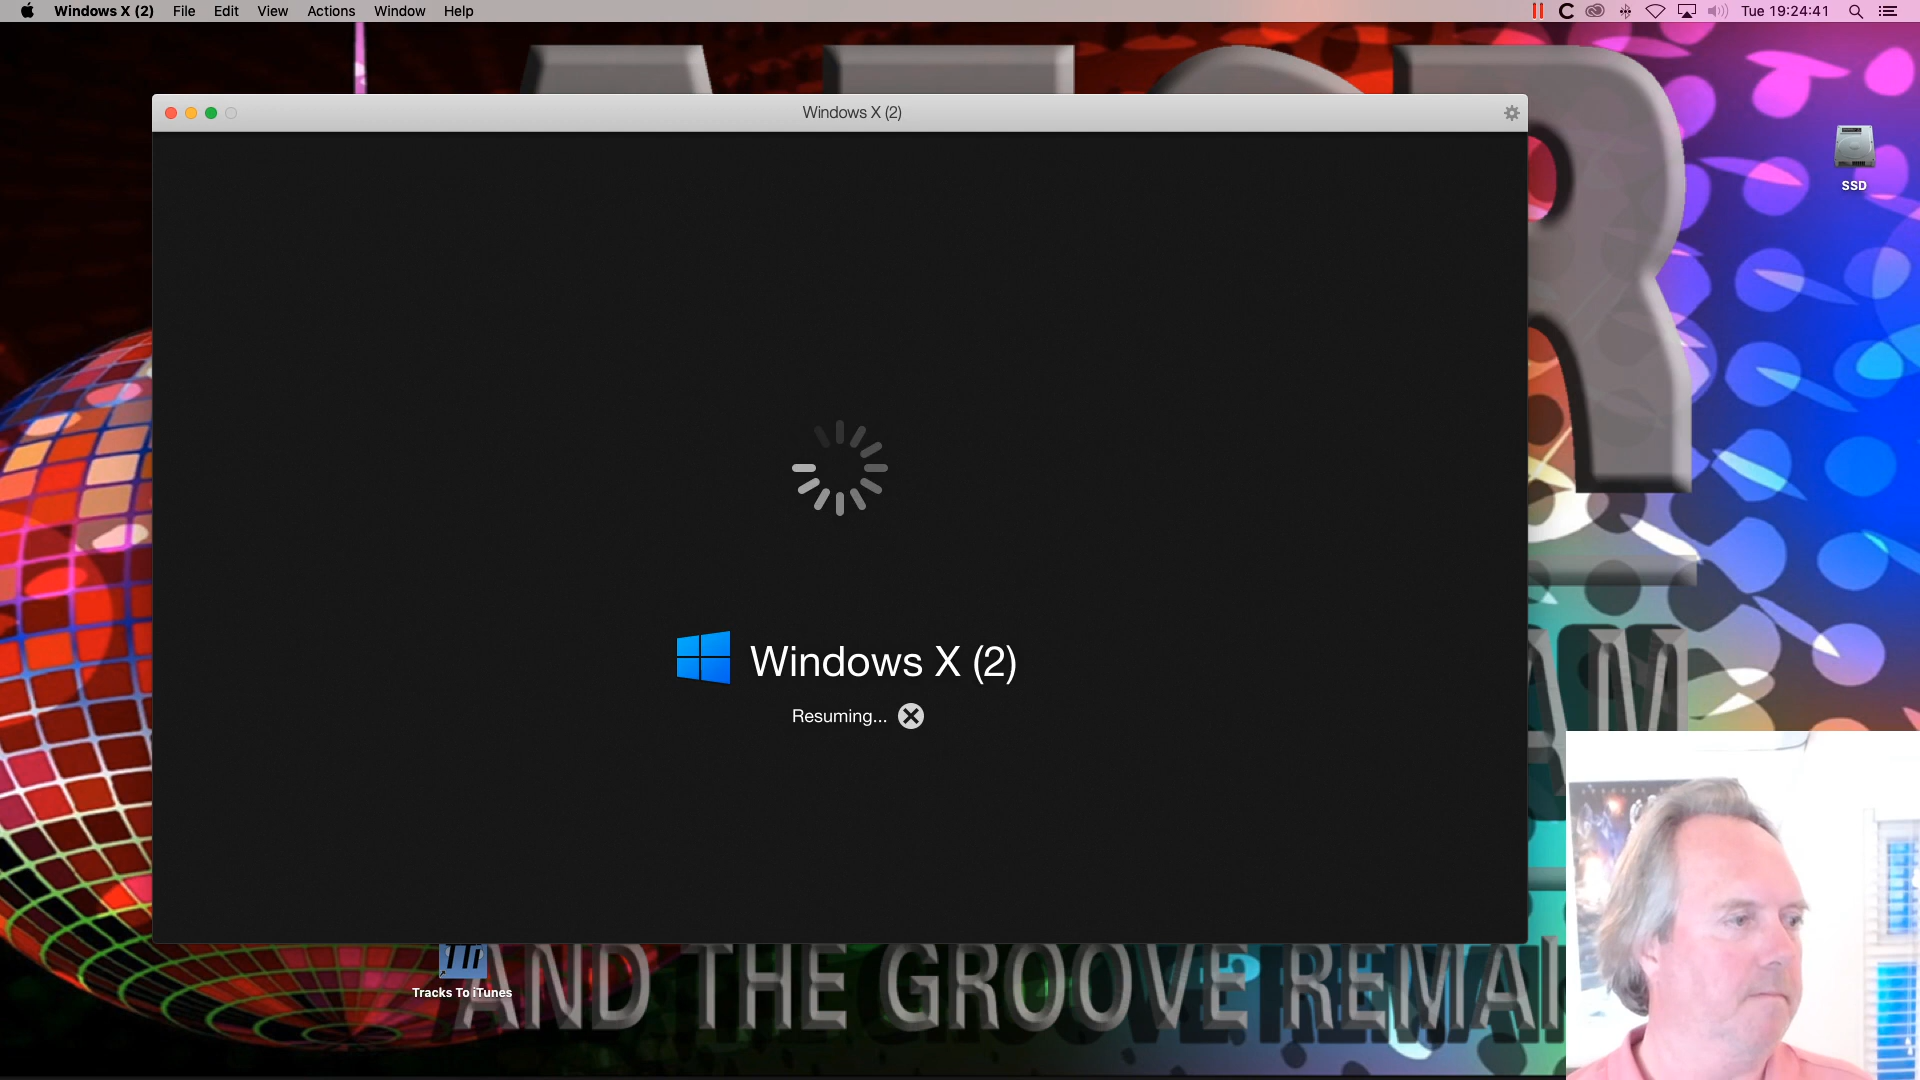 Windows X (2) File Edit View Actions Window Help Tue 19:24:41
Windows X (2)
SSD
Windows X (2)
Resuming...
Tracks To iTunes
AND THE GROOVE REMAI